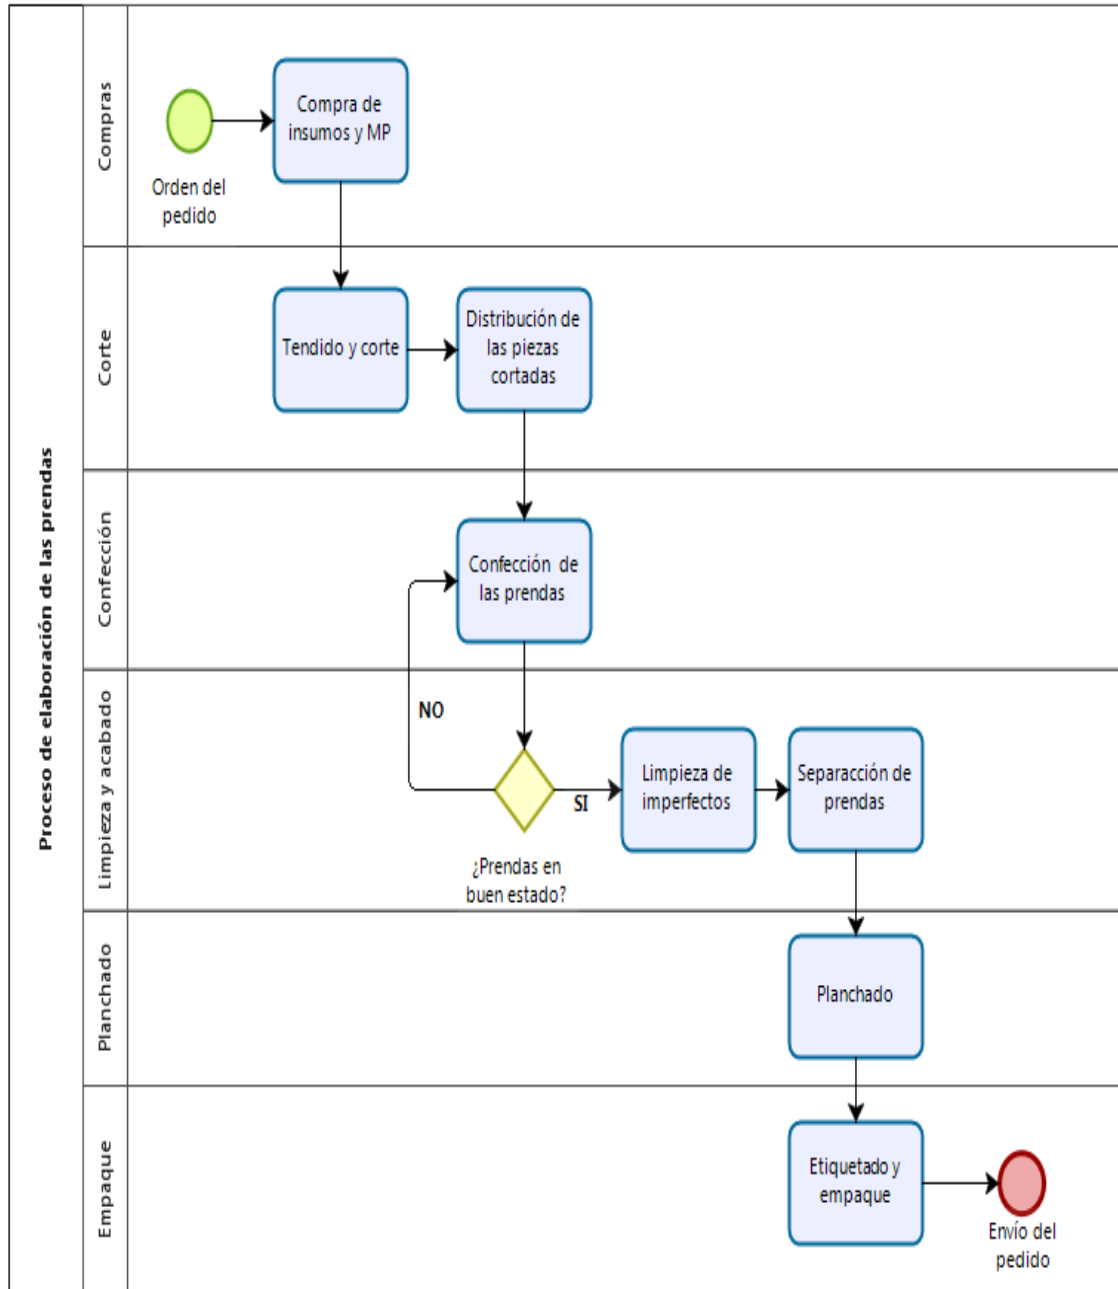 Proceso de elaboración de las prendas
Compras
Orden del
pedido
Compra de
insumos y MP
Corte
Tendido y corte
Distribución de
las piezas
cortadas
Confección
Confección de
las prendas
Limpieza y acabado
NO
¿Prendas en
buen estado?
SI
Limpieza de
imperfectos
Separacción de
prendas
Planchado
Planchado
Empaque
Etiquetado y
empaque
Envío del
pedido